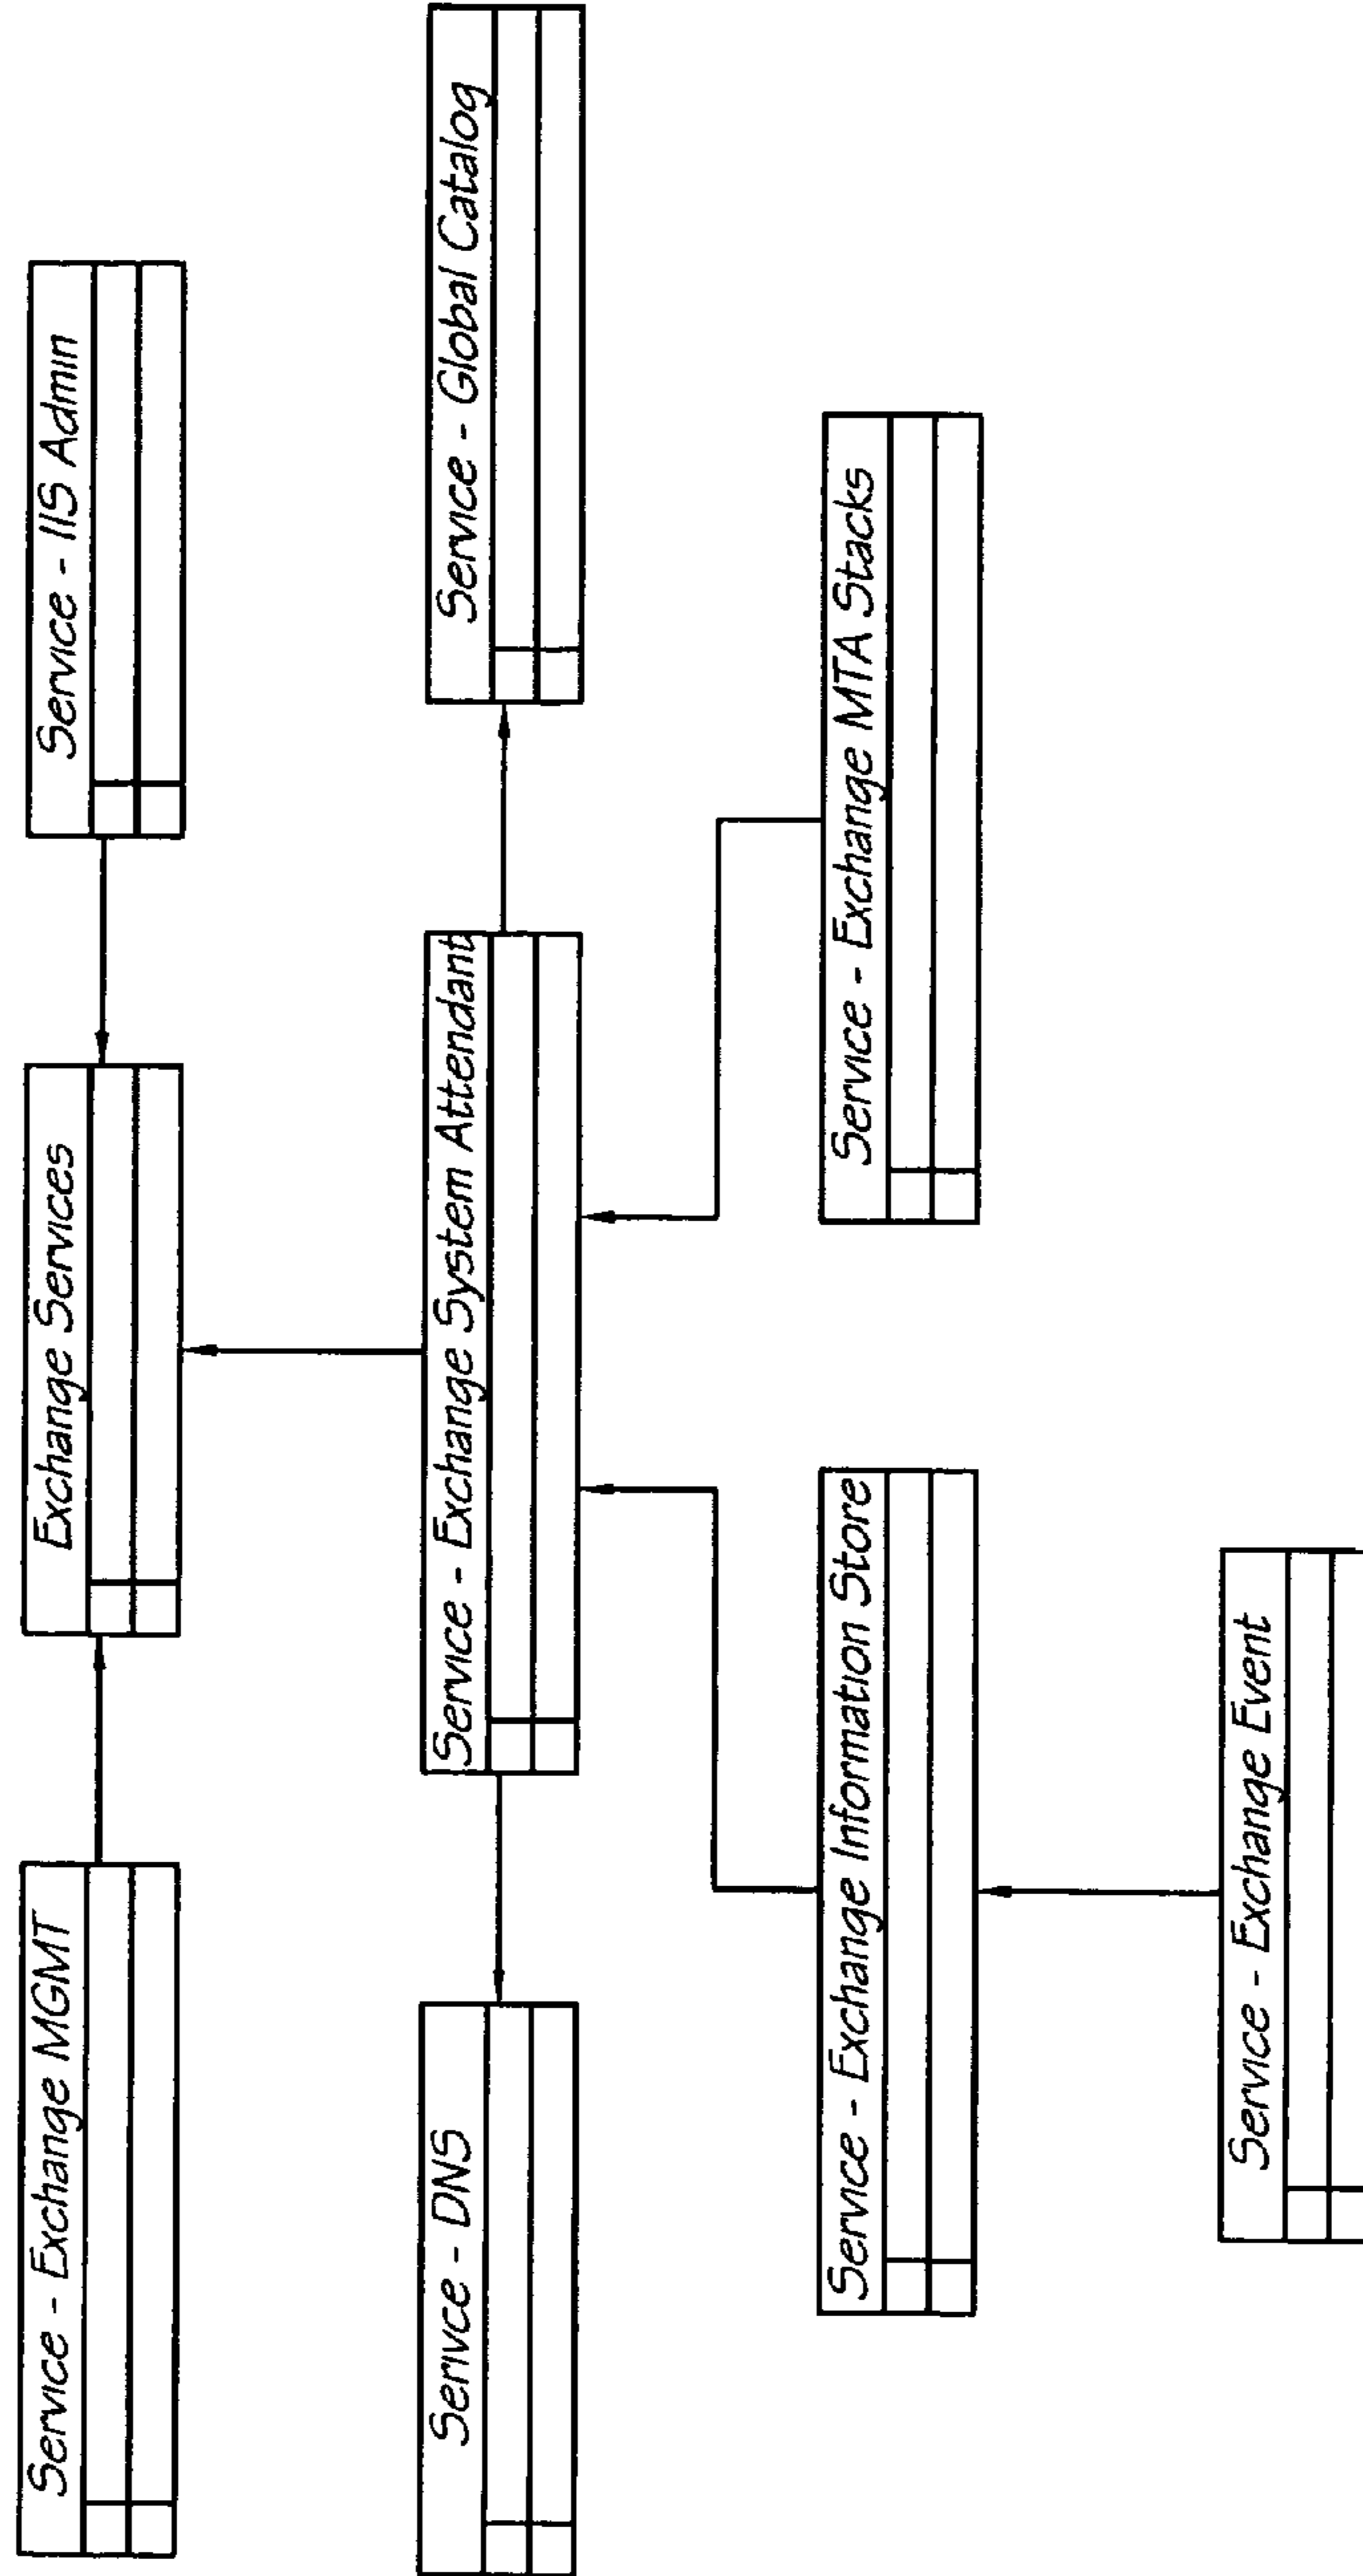 Service - Exchange MGMT
Exchange Services
Service - IIS Admin
Serivce - DNS
Service - Exchange System Attendant
Service - Global Catalog
Service - Exchange Information Store
Service - Exchange MTA Stacks
Service - Exchange Event